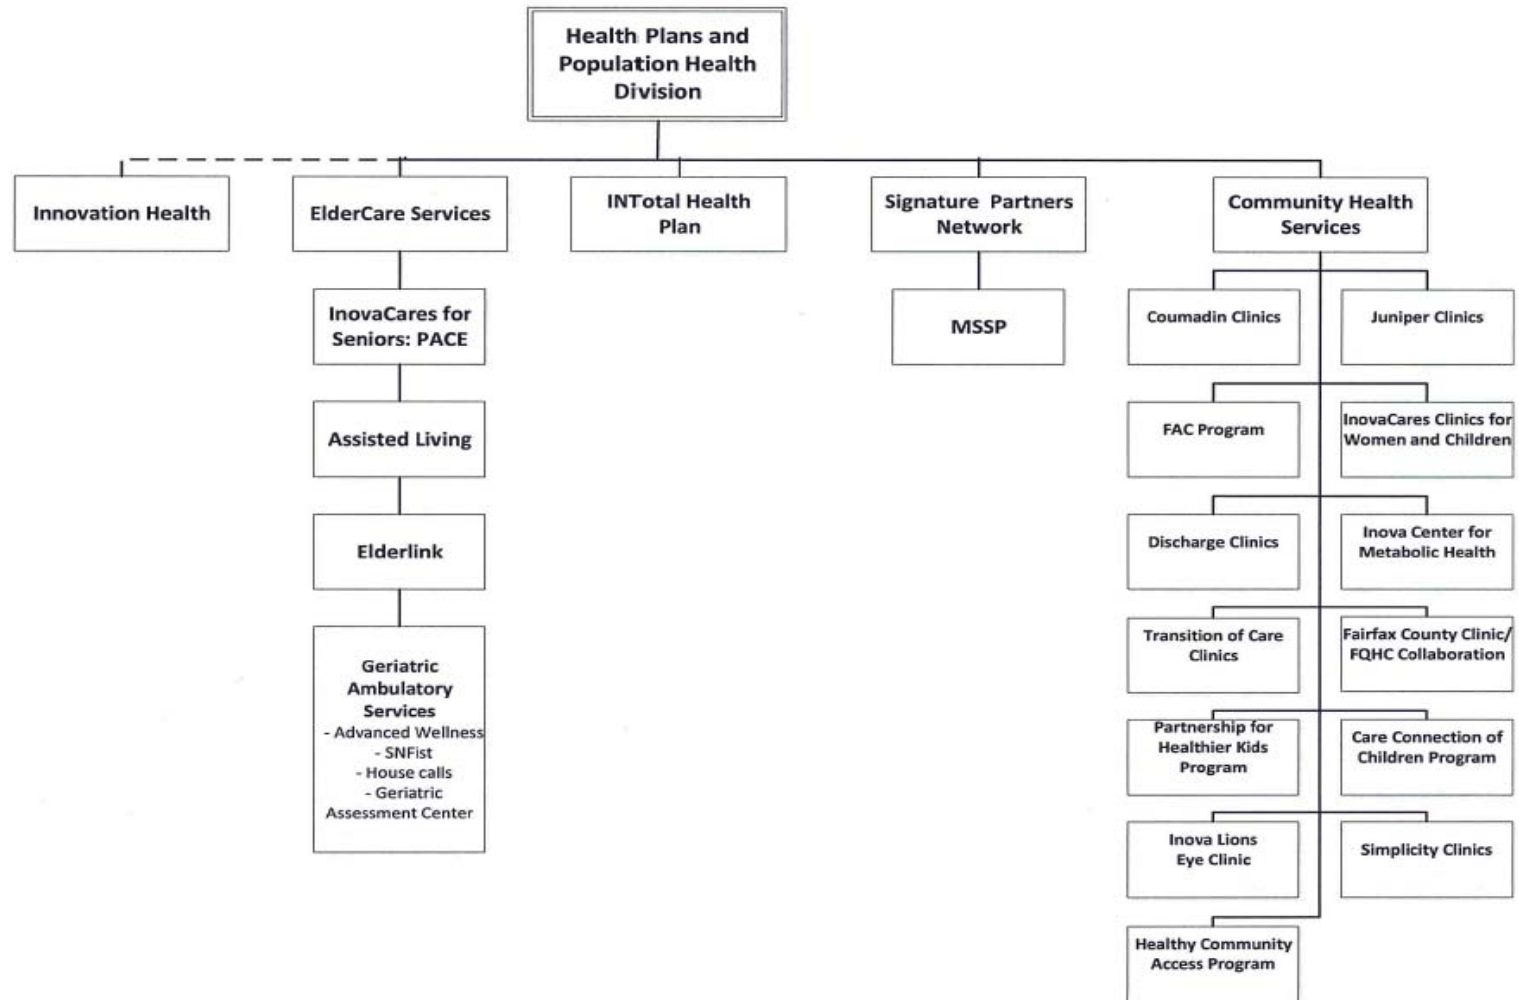 Health Plans and
Population Health
Division
Innovation Health
ElderCare Services
INTotal Health
Plan
Signature Partners
Network
Community Health
Services
InovaCares for
Seniors: PACE
Assisted Living
Elderlink
Geriatric
Ambulatory
Services
- Advanced Wellness
- SNFist
- House calls
- Geriatric
Assessment Center
MSSP
Coumadin Clinics
Juniper Clinics
FAC Program
InovaCares Clinics for
Women and Children
Discharge Clinics
Inova Center for
Metabolic Health
Transition of Care
Clinics
Fairfax County Clinic/
FQHC Collaboration
Partnership for
Healthier Kids
Program
Care Connection of
Children Program
Inova Lions
Eye Clinic
Simplicity Clinics
Healthy Community
Access Program